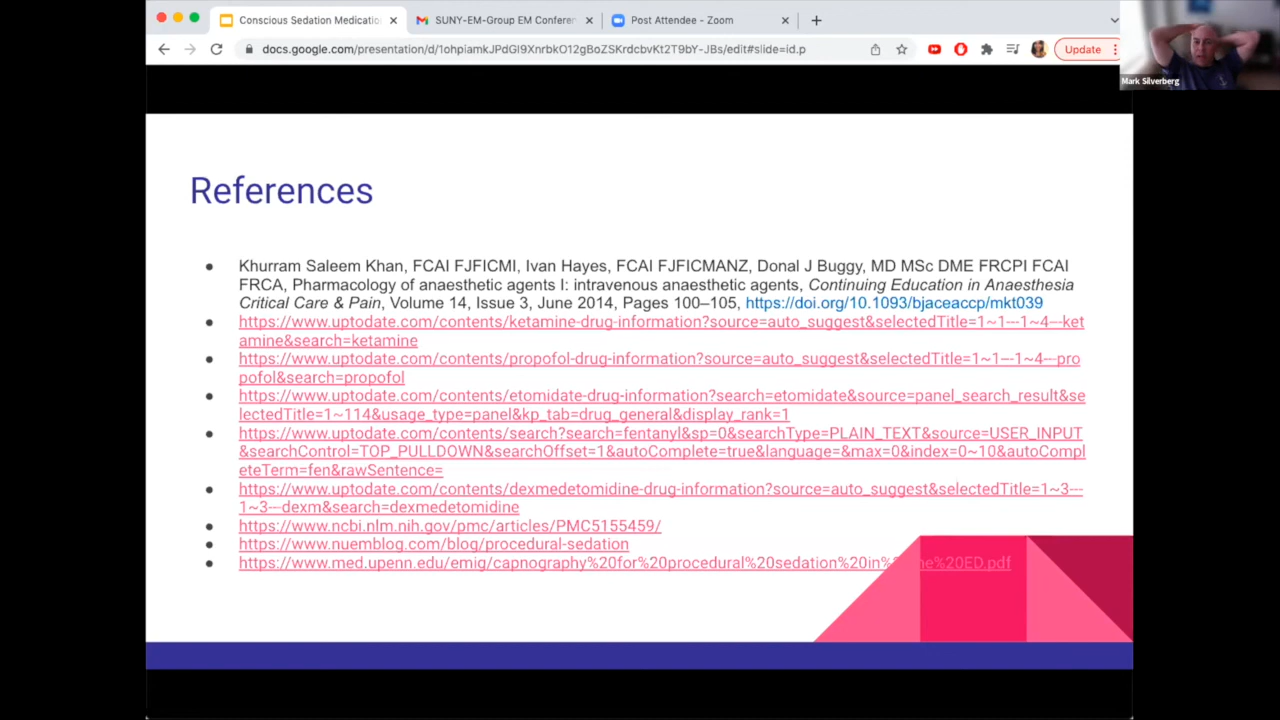 Conscious Sedation Medicatio
SUNY-EM-Group EM Conferen
Post Attendee - Zoom
docs.google.com/presentation/d/1ohpiamkJPdGl9XnrbkO12gBoZSKrdcbvKt2T9bY-JBs/edit#slide=id.p
Update
Mark Silverberg
References
Khurram Saleem Khan, FCAI FJFICMI, Ivan Hayes, FCAI FJFICMANZ, Donal J Buggy, MD MSc DME FRCPI FCAI
FRCA, Pharmacology of anaesthetic agents I: intravenous anaesthetic agents, Continuing Education in Anaesthesia
Critical Care & Pain, Volume 14, Issue 3, June 2014, Pages 100–105, https://doi.org/10.1093/bjaceaccp/mkt039
https://www.uptodate.com/contents/ketamine-drug-information?source=auto_suggest&selectedTitle=1~1---1~4---ket
amine&search=ketamine
https://www.uptodate.com/contents/propofol-drug-information?source=auto_suggest&selectedTitle=1~1---1~4---pro
pofol&search=propofol
https://www.uptodate.com/contents/etomidate-drug-information?search=etomidate&source=panel_search_result&se
lectedTitle=1~114&usage_type=panel&kp_tab=drug_general&display_rank=1
https://www.uptodate.com/contents/search?search=fentanyl&sp=0&searchType=PLAIN_TEXT&source=USER_INPUT
&searchControl=TOP_PULLDOWN&searchOffset=1&autoComplete=true&language=&max=0&index=0~10&autoCompl
eteTerm=fen&rawSentence=
https://www.uptodate.com/contents/dexmedetomidine-drug-information?source=auto_suggest&selectedTitle=1~3---
1~3---dexm&search=dexmedetomidine
https://www.ncbi.nlm.nih.gov/pmc/articles/PMC5155459/
https://www.nuemblog.com/blog/procedural-sedation
https://www.med.upenn.edu/emig/capnography%20for%20procedural%20sedation%20in%20the%20ED.pdf